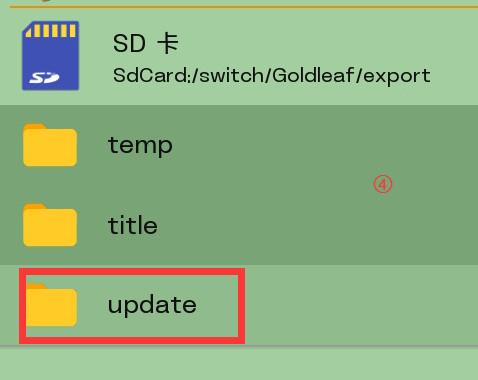 SD 卡
SdCard:/switch/Goldleaf/export
temp
④
title
update